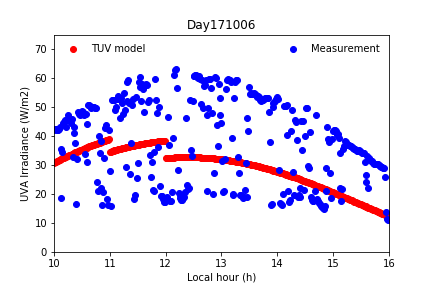 Day171006
TUV model
Measurement
70
60
50
40
30
20
10
0
UVA Irradiance (W/m2)
10 11 12 13 14 15 16
Local hour (h)